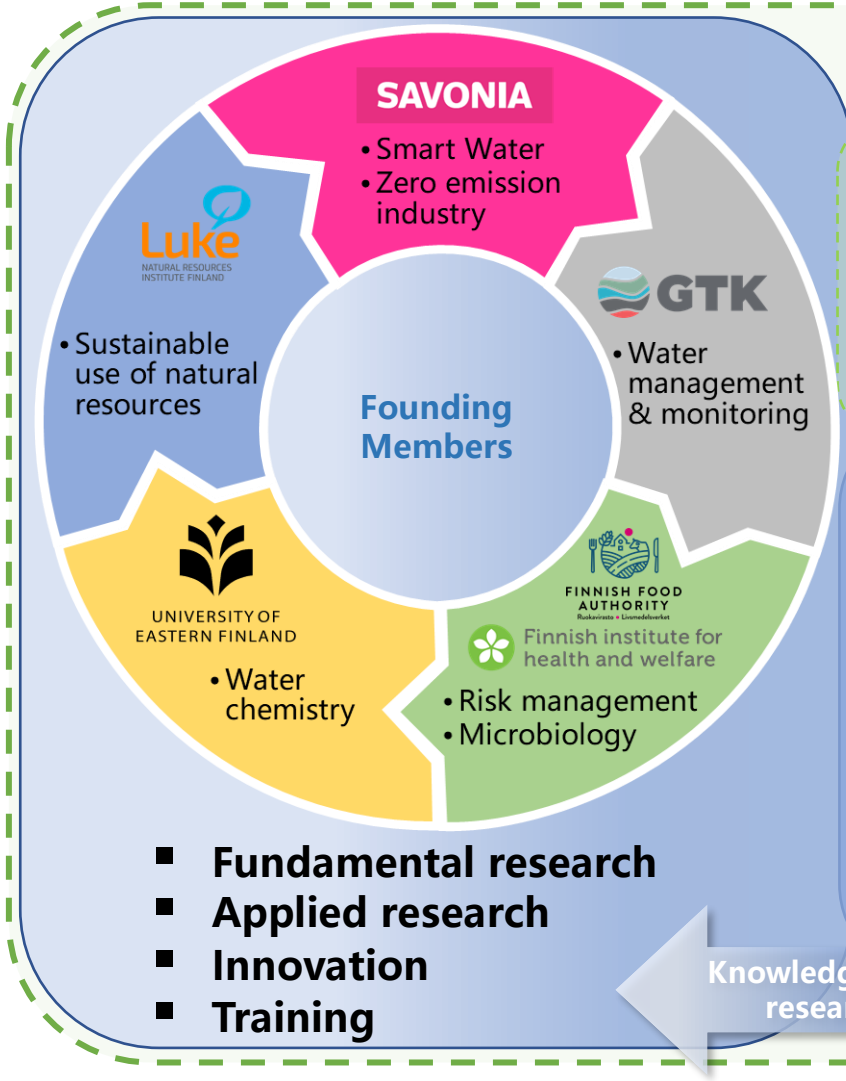 SAVONIA
• Smart Water
• Zero emission
industry
Luke
NATURAL RESOURCES
INSTITUTE FINLAND
• Sustainable
use of natural
resources
GTK
• Water
management
& monitoring
Founding
Members
UNIVERSITY OF
EASTERN FINLAND
• Water
chemistry
FINNISH FOOD
AUTHORITY
Ruokavirasto • Livsmedelsverket
Finnish institute for
health and welfare
• Risk management
• Microbiology
▪ Fundamental research
▪ Applied research
▪ Innovation
▪ Training